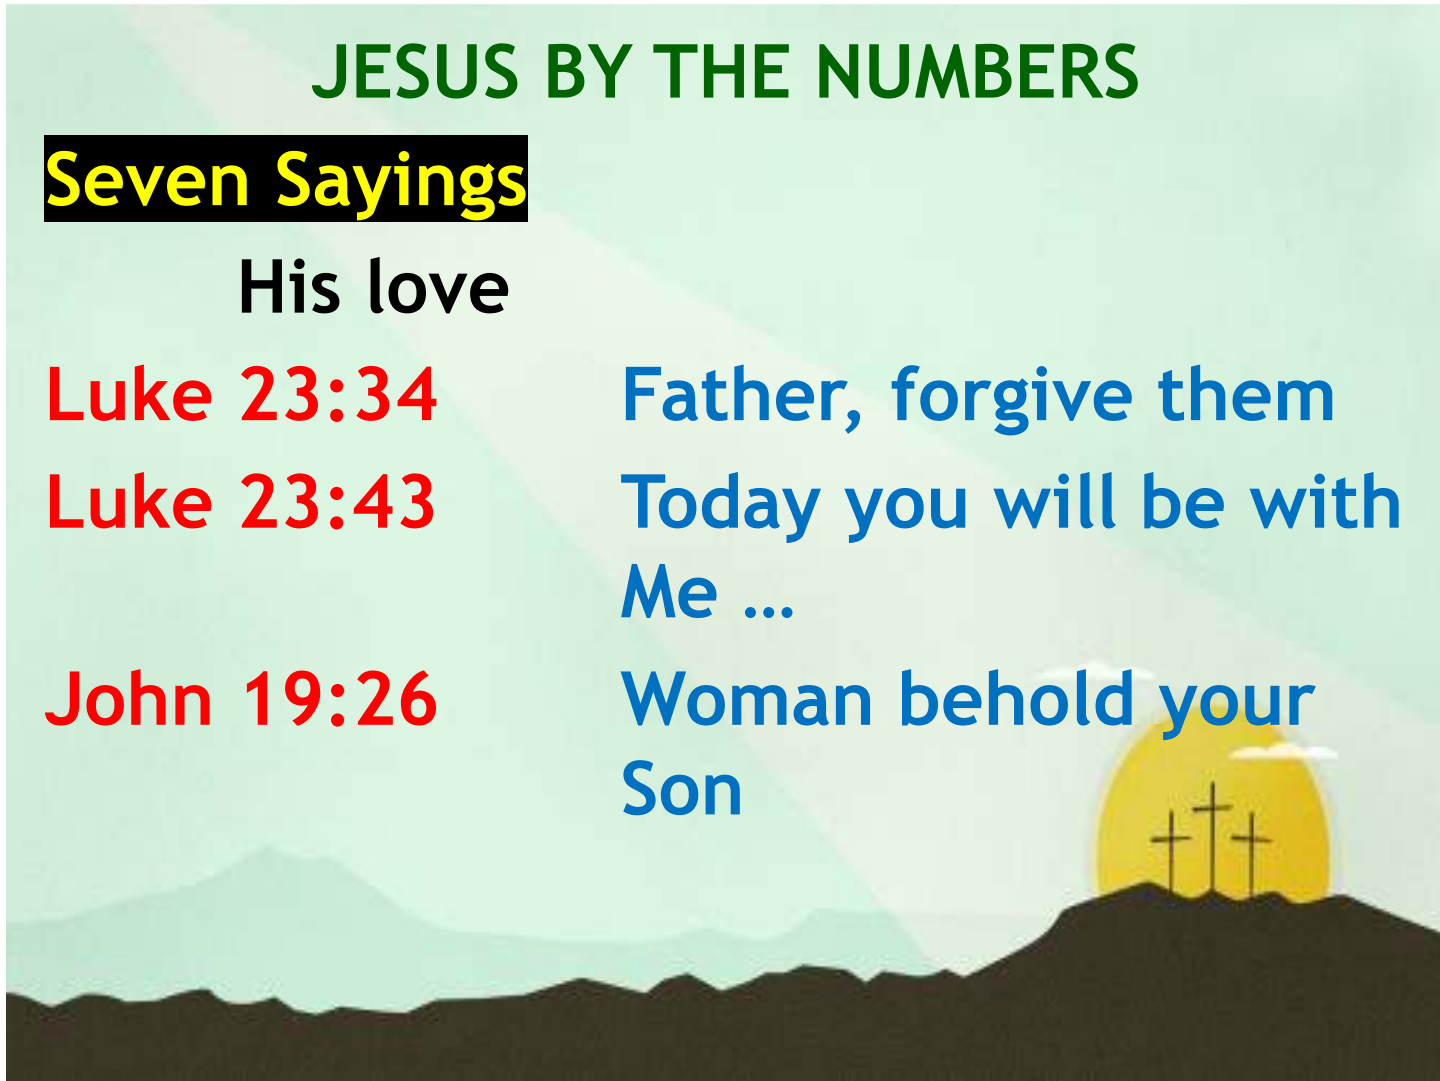 JESUS BY THE NUMBERS
Seven Sayings
His love
Luke 23:34 Father, forgive them
Luke 23:43 Today you will be with
Me …
John 19:26 Woman behold your
Son